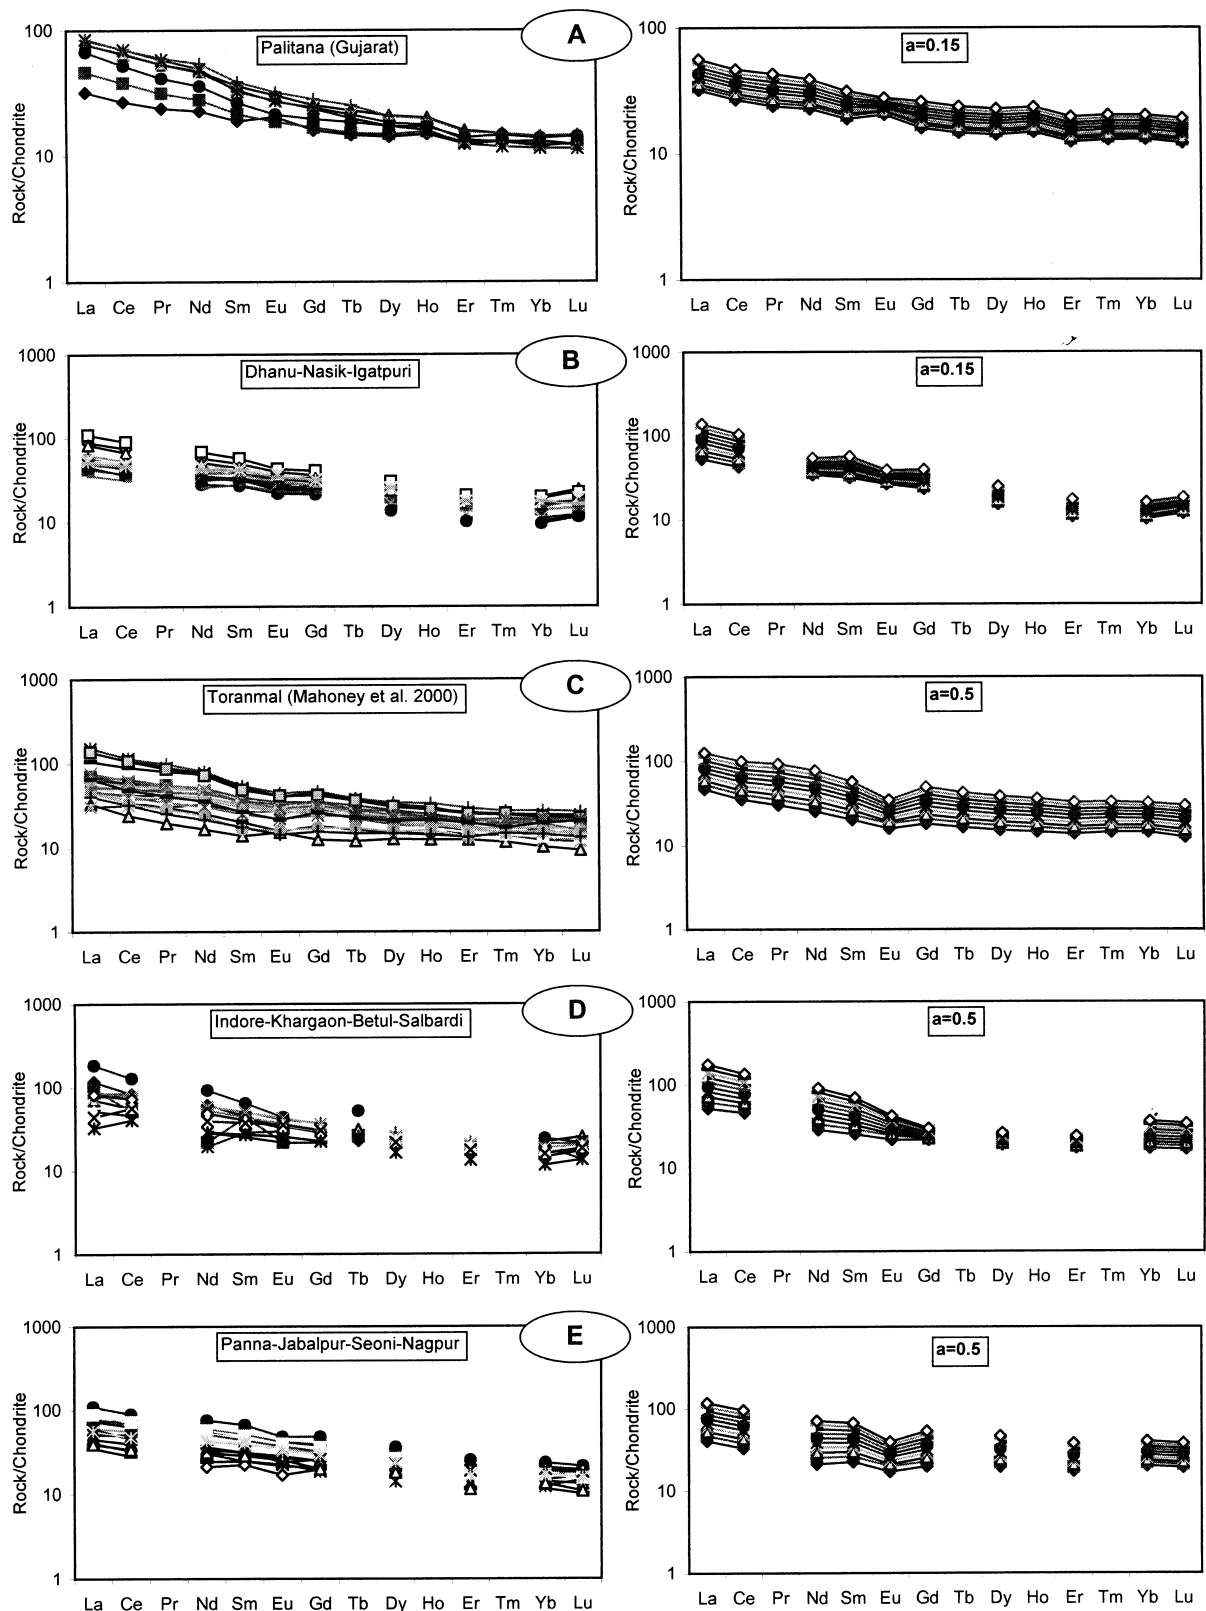 A
Palitana (Gujarat)
a=0.15
Rock/Chondrite
100
10
1
La Ce Pr Nd Sm Eu Gd Tb Dy Ho Er Tm Yb Lu
Rock/Chondrite
100
10
1
La Ce Pr Nd Sm Eu Gd Tb Dy Ho Er Tm Yb Lu
B
Dhanu-Nasik-Igatpuri
a=0.15
Rock/Chondrite
1000
100
10
1
La Ce Pr Nd Sm Eu Gd Tb Dy Ho Er Tm Yb Lu
Rock/Chondrite
1000
100
10
1
La Ce Pr Nd Sm Eu Gd Tb Dy Ho Er Tm Yb Lu
C
Toranmal (Mahoney et al. 2000)
a=0.5
Rock/Chondrite
1000
100
10
1
La Ce Pr Nd Sm Eu Gd Tb Dy Ho Er Tm Yb Lu
Rock/Chondrite
1000
100
10
1
La Ce Pr Nd Sm Eu Gd Tb Dy Ho Er Tm Yb Lu
D
Indore-Khargaon-Betul-Salbardi
a=0.5
Rock/Chondrite
1000
100
10
1
La Ce Pr Nd Sm Eu Gd Tb Dy Ho Er Tm Yb Lu
Rock/Chondrite
1000
100
10
1
La Ce Pr Nd Sm Eu Gd Tb Dy Ho Er Tm Yb Lu
E
Panna-Jabalpur-Seoni-Nagpur
a=0.5
Rock/Chondrite
1000
100
10
1
La Ce Pr Nd Sm Eu Gd Tb Dy Ho Er Tm Yb Lu
Rock/Chondrite
1000
100
10
1
La Ce Pr Nd Sm Eu Gd Tb Dy Ho Er Tm Yb Lu